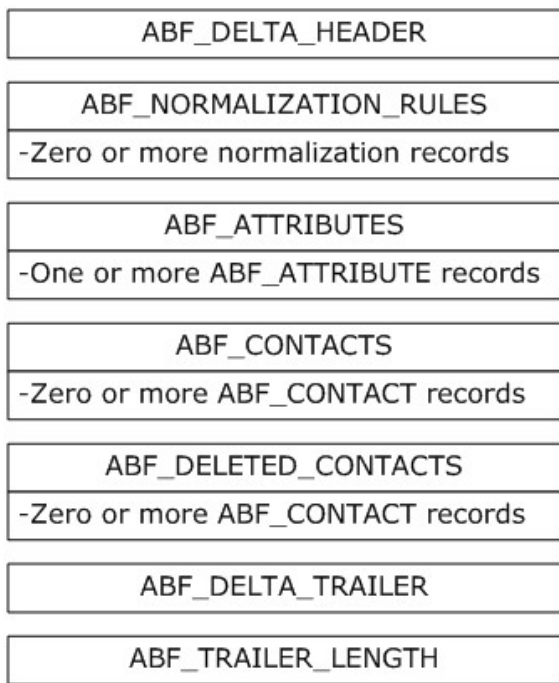 ABF_DELTA_HEADER
ABF_NORMALIZATION_RULES
-Zero or more normalization records
ABF_ATTRIBUTES
-One or more ABF_ATTRIBUTE records
ABF_CONTACTS
-Zero or more ABF_CONTACT records
ABF_DELETED_CONTACTS
-Zero or more ABF_CONTACT records
ABF_DELTA_TRAILER
ABF_TRAILER_LENGTH